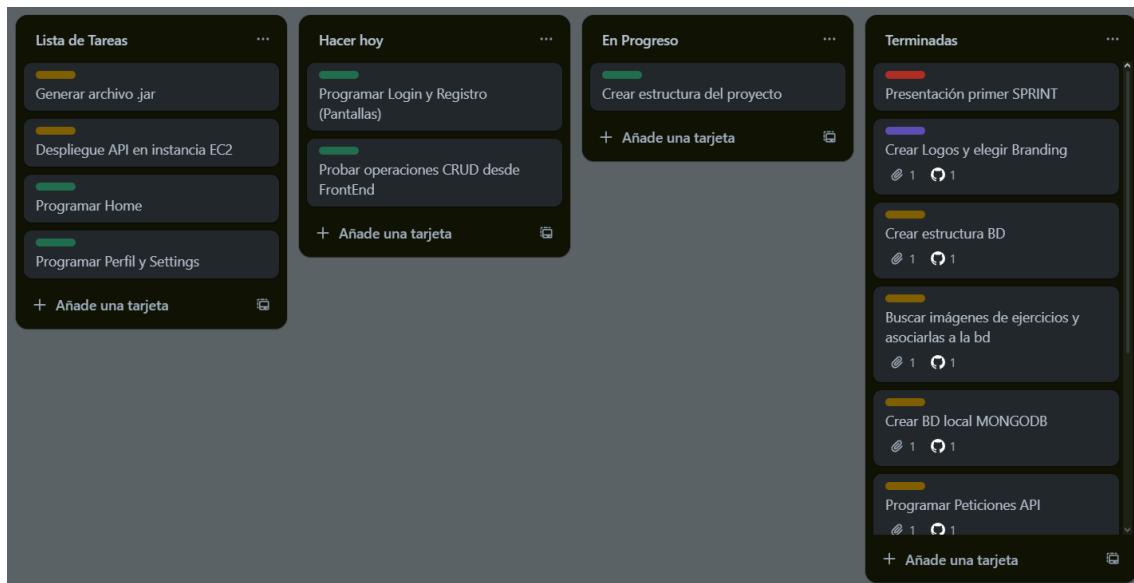 Lista de Tareas
Generar archivo .jar
Despliegue API en instancia EC2
Programar Home
Programar Perfil y Settings
+ Añade una tarjeta
Hacer hoy
Programar Login y Registro
(Pantallas)
Probar operaciones CRUD desde
FrontEnd
+ Añade una tarjeta
En Progreso
Crear estructura del proyecto
+ Añade una tarjeta
Terminadas
Presentación primer SPRINT
Crear Logos y elegir Branding
1 1
Crear estructura BD
1 1
Buscar imágenes de ejercicios y
asociarlas a la bd
1 1
Crear BD local MONGODB
1 1
Programar Peticiones API
1 1
+ Añade una tarjeta